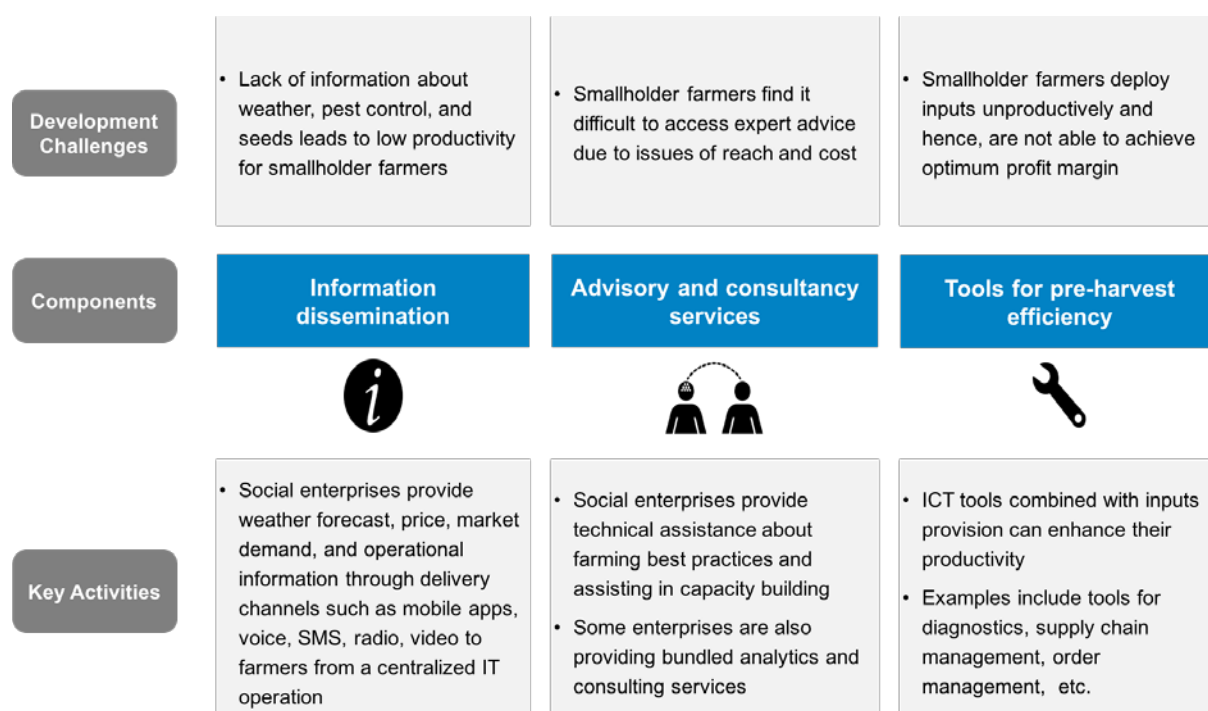 Development
Challenges
• Lack of information about
weather, pest control, and
seeds leads to low productivity
for smallholder farmers
• Smallholder farmers find it
difficult to access expert advice
due to issues of reach and cost
• Smallholder farmers deploy
inputs unproductively and
hence, are not able to achieve
optimum profit margin
Components
Information
dissemination
Advisory and consultancy
services
Tools for pre-harvest
efficiency
i
Key Activities
• Social enterprises provide
weather forecast, price, market
demand, and operational
information through delivery
channels such as mobile apps,
voice, SMS, radio, video to
farmers from a centralized IT
operation
• Social enterprises provide
technical assistance about
farming best practices and
assisting in capacity building
• Some enterprises are also
providing bundled analytics and
consulting services
• ICT tools combined with inputs
provision can enhance their
productivity
• Examples include tools for
diagnostics, supply chain
management, order
management, etc.